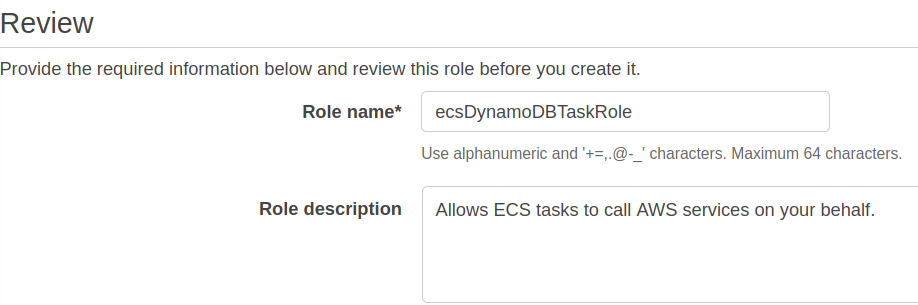 Review
Provide the required information below and review this role before you create it.
Role name* ecsDynamoDBTaskRole
Use alphanumeric and '+=,.@-_' characters. Maximum 64 characters.
Role description Allows ECS tasks to call AWS services on your behalf.